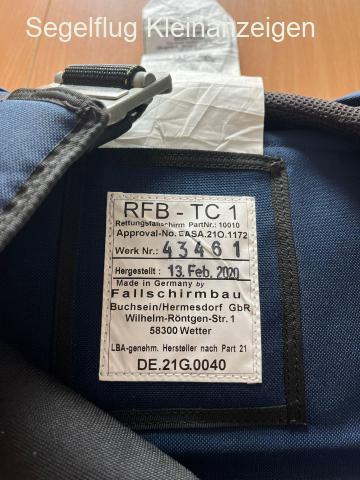 Segelflug Kleinanzeigen
RFB - TC 1
Rettungsfallschirm PartNr.: 10010
Approval-No. EASA.21O.1172
Werk Nr.: 43461
Hergestellt : 13. Feb. 2020
Made in Germany by
Fallschirmbau
Buchsein/Hermesdorf GbR
Wilhelm-Röntgen-Str. 1
58300 Wetter
LBA-genehm. Hersteller nach Part 21
DE.21G.0040